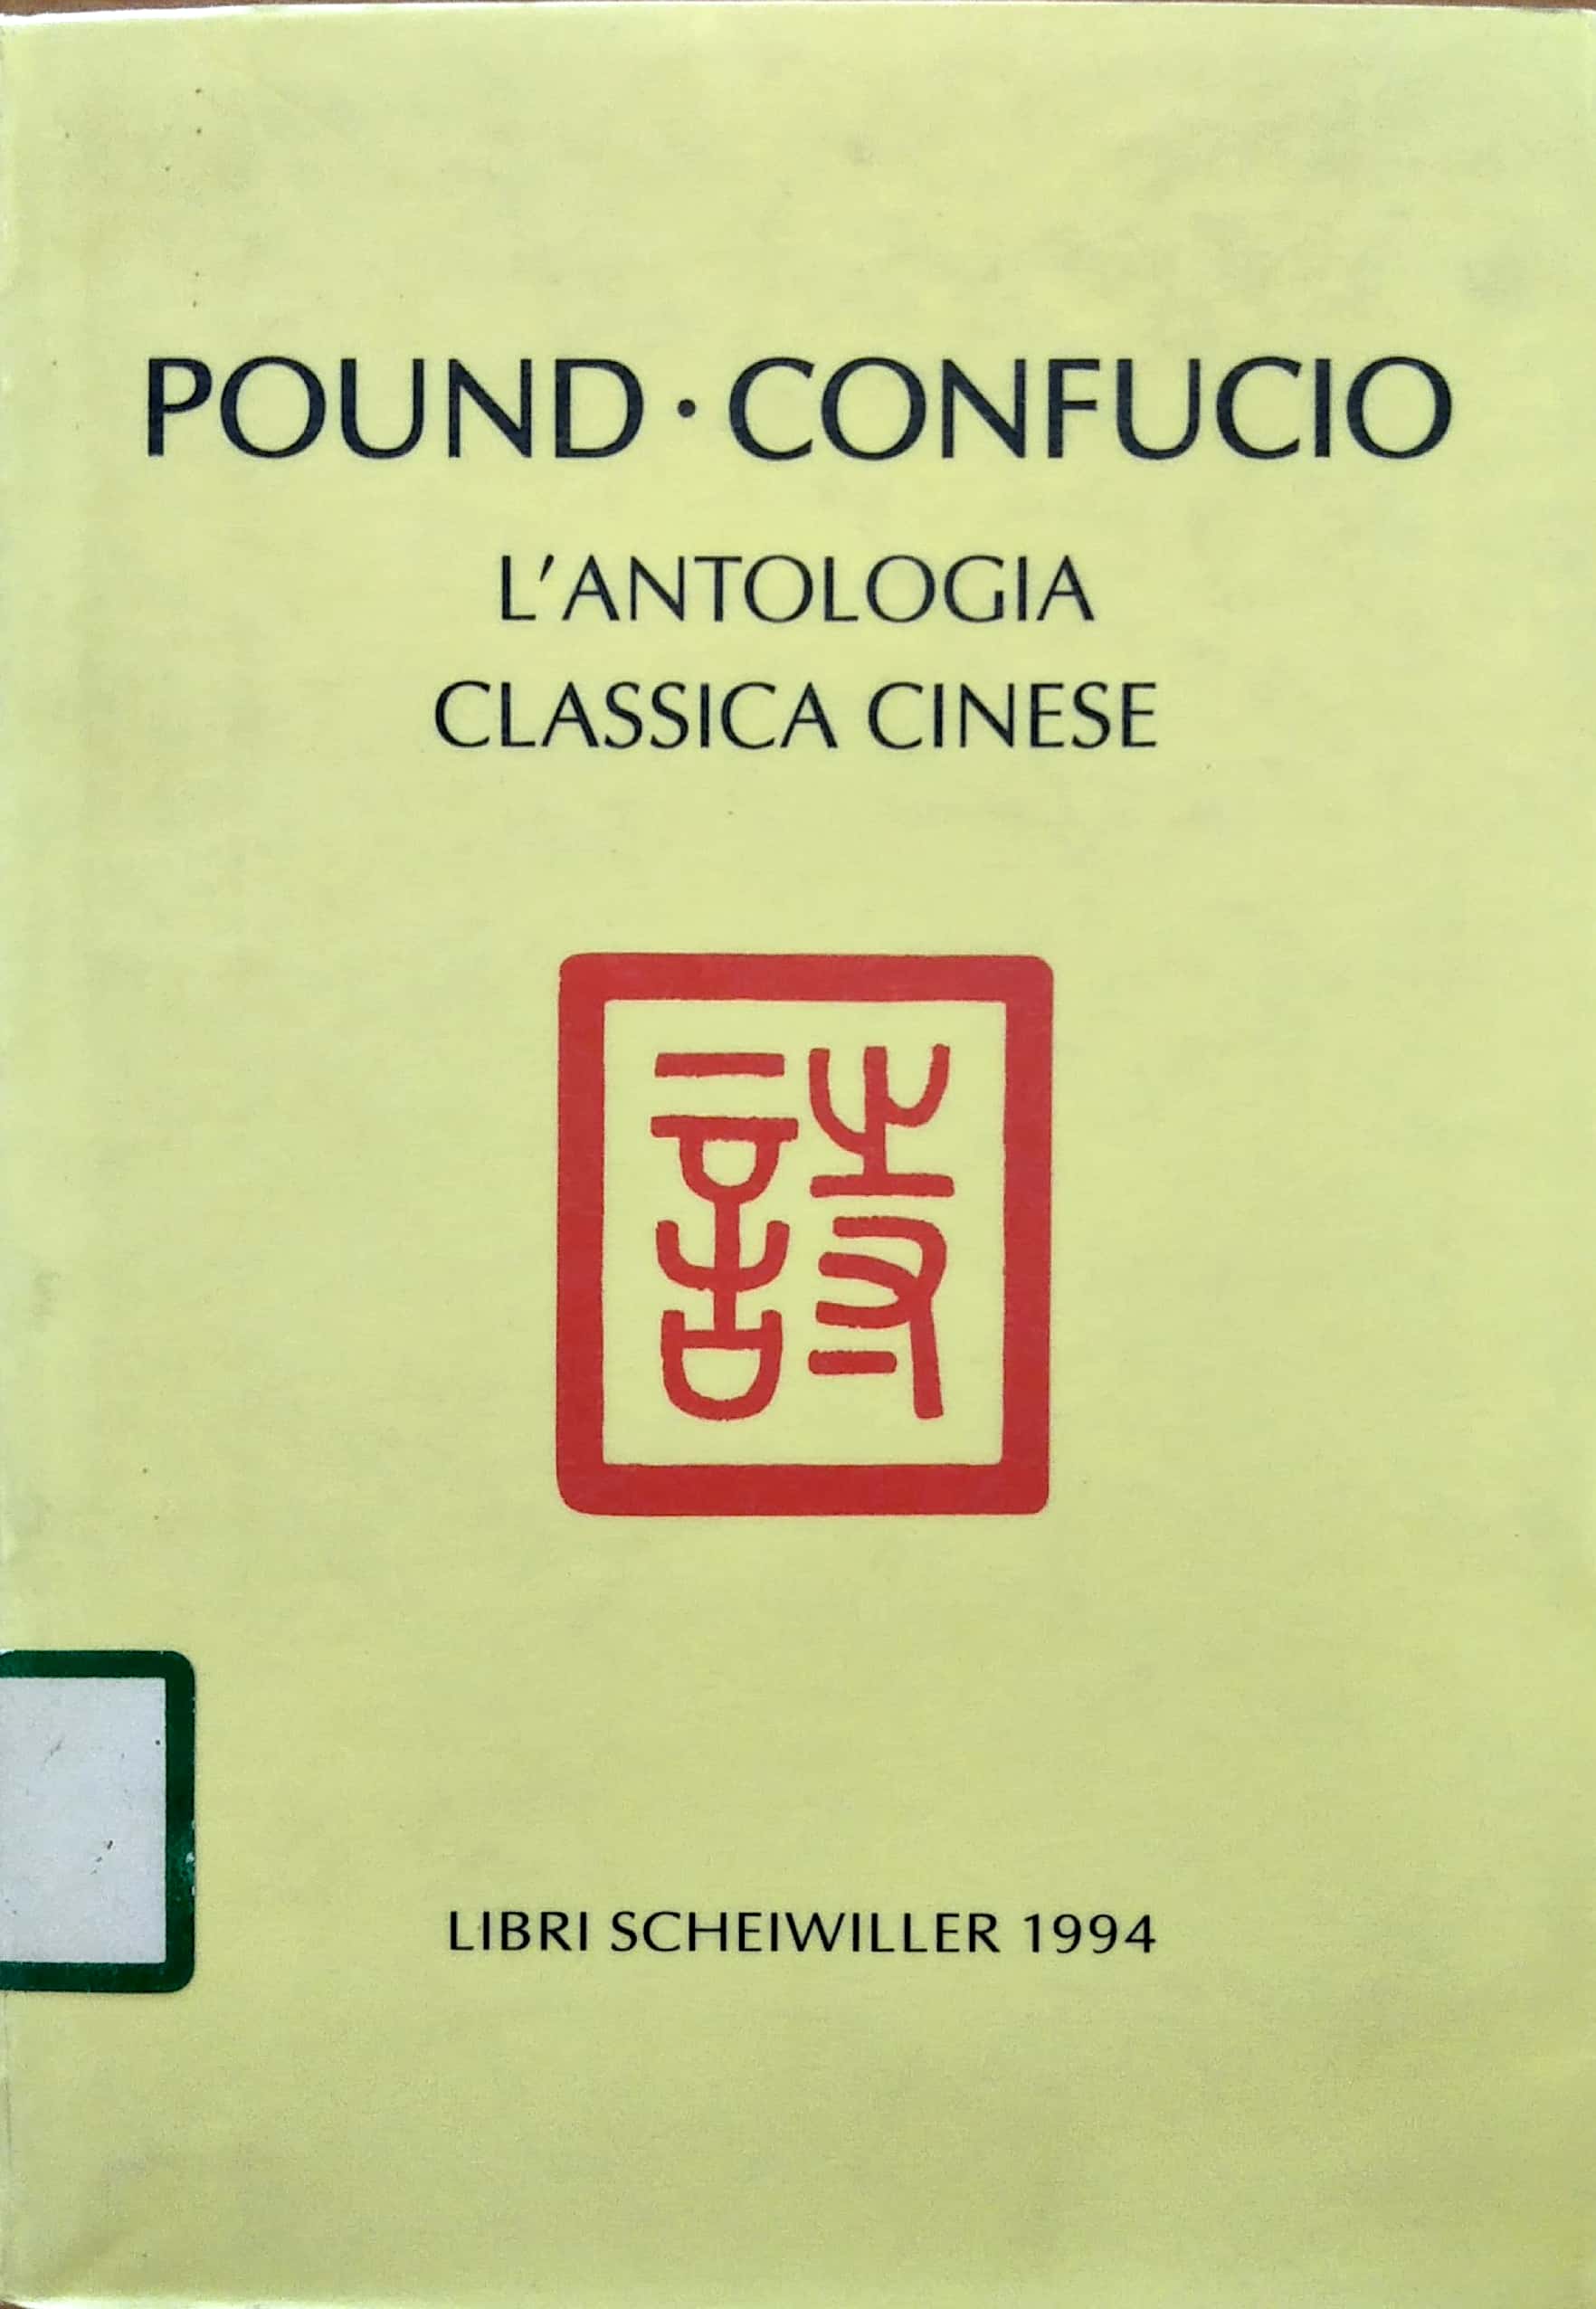 POUND · CONFUCIO
L'ANTOLOGIA
CLASSICA CINESE
詩
LIBRI SCHEIWILLER 1994